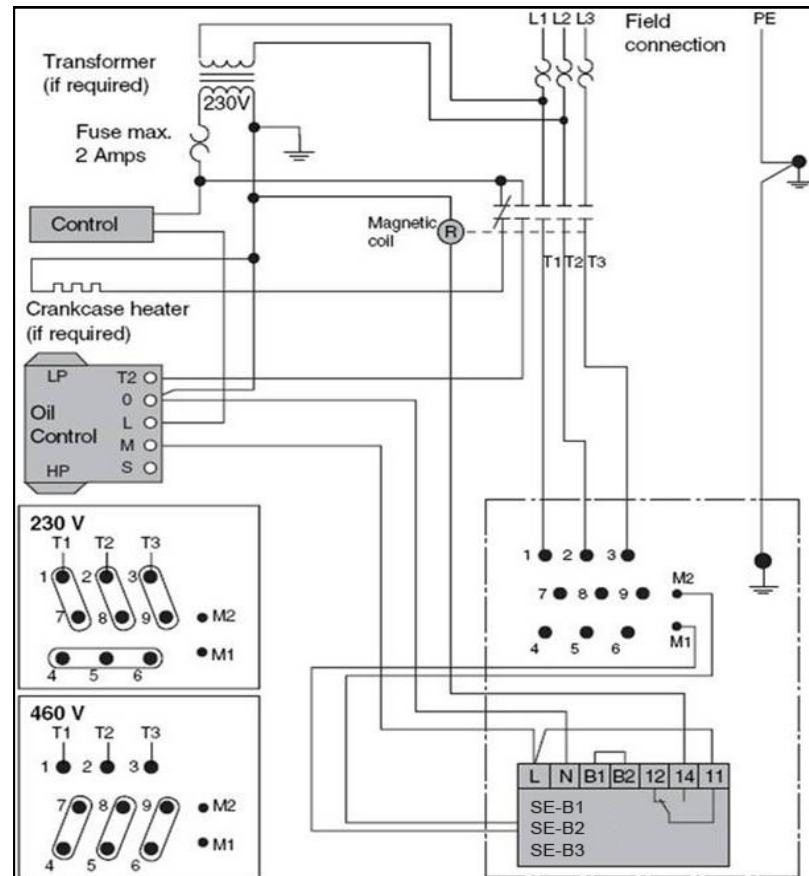 L1 L2 L3
Field
connection
PE
Transformer
(if required)
230V
Fuse max.
2 Amps
Control
Magnetic
coil
R
T1 T2 T3
Crankcase heater
(if required)
LP
T2
0
Oil
Control
L
M
HP
S
230 V
T1 T2 T3
1 2 3
7 8 9
M2
M1
4 5 6
460 V
T1 T2 T3
1 2 3
7 8 9
M2
M1
4 5 6
1 2 3
M2
7 8 9
4 5 6
M1
L N B1 B2 12 14 11
SE-B1
SE-B2
SE-B3